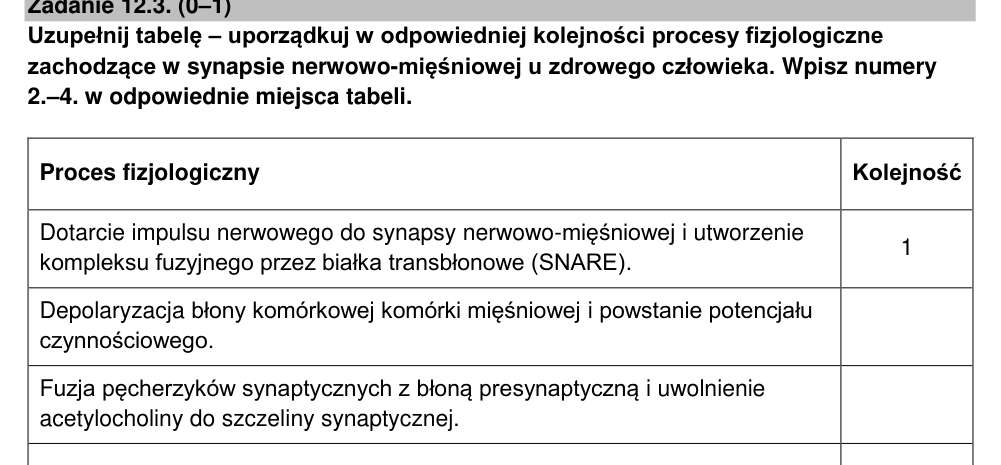 Zadanie 12.3. (0–1)
Uzupełnij tabelę – uporządkuj w odpowiedniej kolejności procesy fizjologiczne
zachodzące w synapsie nerwowo-mięśniowej u zdrowego człowieka. Wpisz numery
2.–4. w odpowiednie miejsca tabeli.
Proces fizjologiczny
Kolejność
Dotarcie impulsu nerwowego do synapsy nerwowo-mięśniowej i utworzenie
kompleksu fuzyjnego przez białka transbłonowe (SNARE).
1
Depolaryzacja błony komórkowej komórki mięśniowej i powstanie potencjału
czynnościowego.
Fuzja pęcherzyków synaptycznych z błoną presynaptyczną i uwolnienie
acetylocholiny do szczeliny synaptycznej.